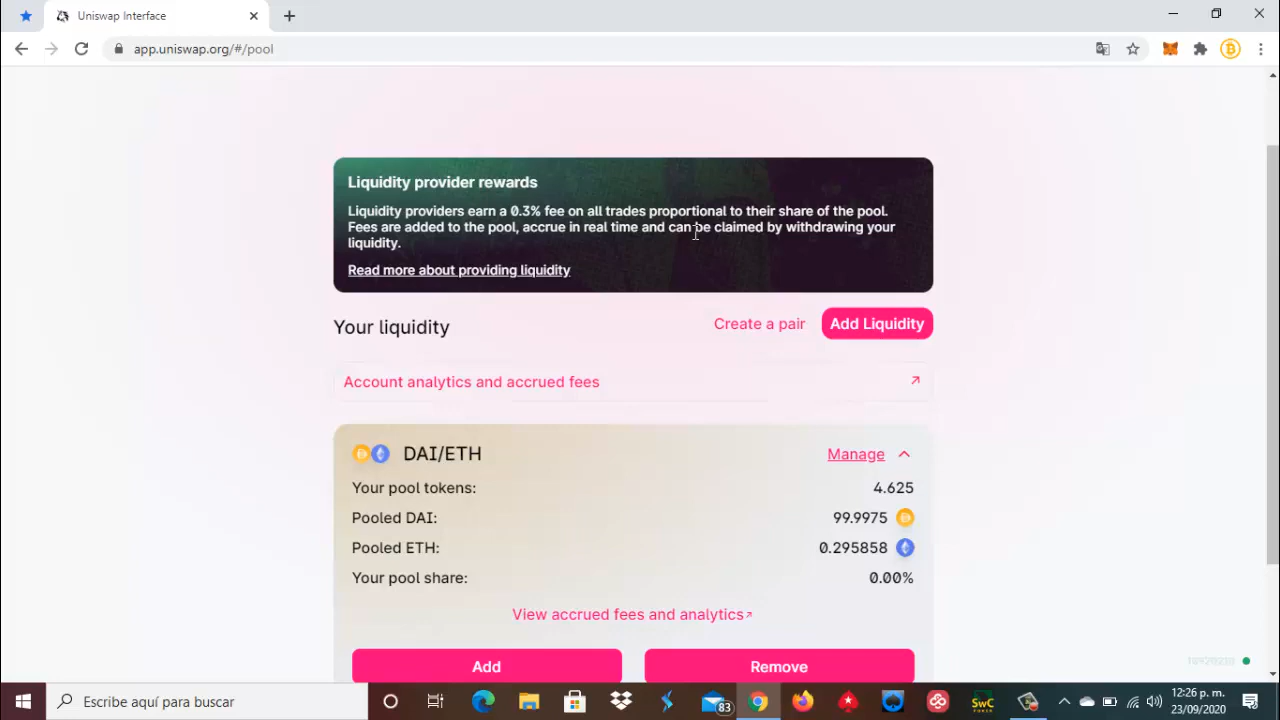 Uniswap Interface
app.uniswap.org/#/pool
Liquidity provider rewards
Liquidity providers earn a 0.3% fee on all trades proportional to their share of the pool.
Fees are added to the pool, accrue in real time and can be claimed by withdrawing your
liquidity.
Read more about providing liquidity
Your liquidity
Create a pair
Add Liquidity
Account analytics and accrued fees
DAI/ETH
Manage
Your pool tokens:
4.625
Pooled DAI:
99.9975
Pooled ETH:
0.295858
Your pool share:
0.00%
View accrued fees and analytics
Add
Remove
Escribe aquí para buscar
83
SwC
12:26 p. m.
23/09/2020